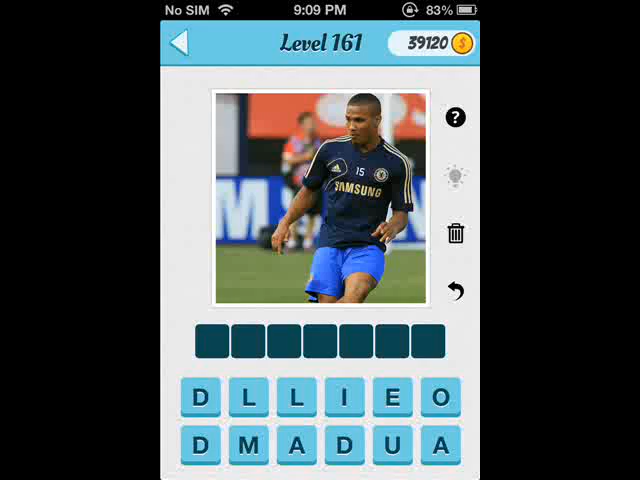 No SIM 9:09 PM 83%
Level 161
39120 $
?
15
SAMSUNG
D L L I E O
D M A D U A